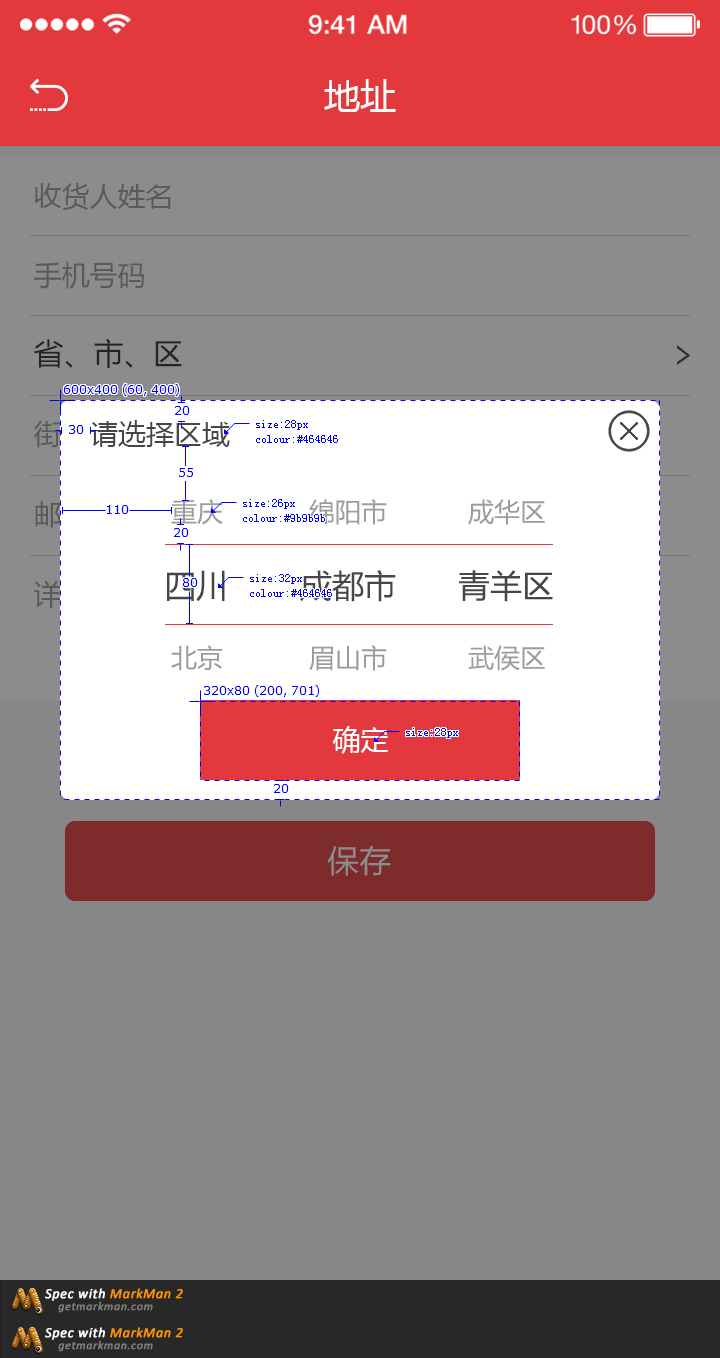 9:41 AM 100%
地址
收货人姓名
手机号码
省、市、区
600x400 (60, 400)
20
街
30 请选择区域 size:28px
colour:#464646
55
邮 110 重庆 size:26px 绵阳市 成华区
colour:#9b9b9b
20
详 80 四川 size:32px 成都市 青羊区
colour:#464646
北京 眉山市 武侯区
320x80 (200, 701)
确定 size:28px
20
保存
Spec with MarkMan 2
getmarkman.com
Spec with MarkMan 2
getmarkman.com